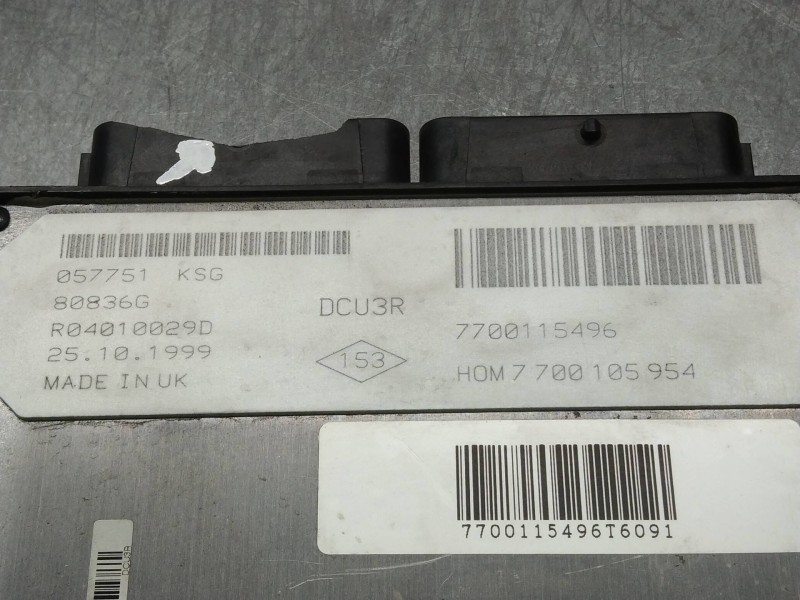 057751 KSG
80836G
R04010029D
25.10.1999
MADE IN UK
DCU3R
153
7700115496
HOM 7 700 105 954
7700115496T6091
DCU3R